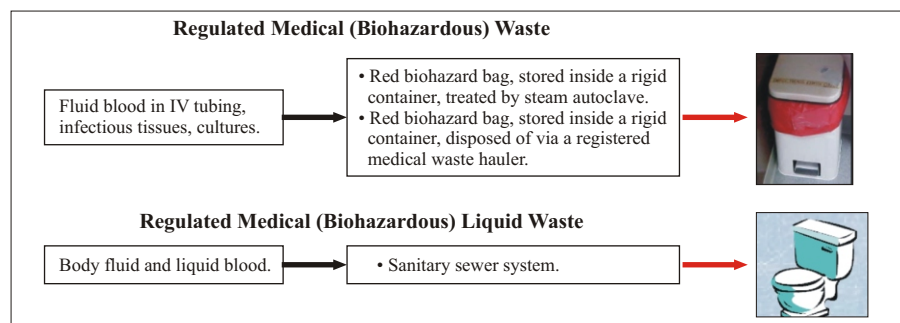 Regulated Medical (Biohazardous) Waste
Fluid blood in IV tubing,
infectious tissues, cultures.
• Red biohazard bag, stored inside a rigid
container, treated by steam autoclave.
• Red biohazard bag, stored inside a rigid
container, disposed of via a registered
medical waste hauler.
Regulated Medical (Biohazardous) Liquid Waste
Body fluid and liquid blood.
• Sanitary sewer system.